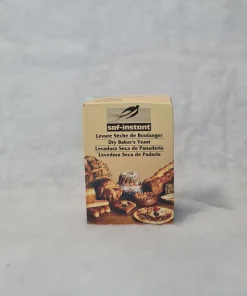 saf-instant
Levure Sèche de Boulanger
Dry Baker's Yeast
Levadura Seca de Panadería
Levedura Seca de Padaria